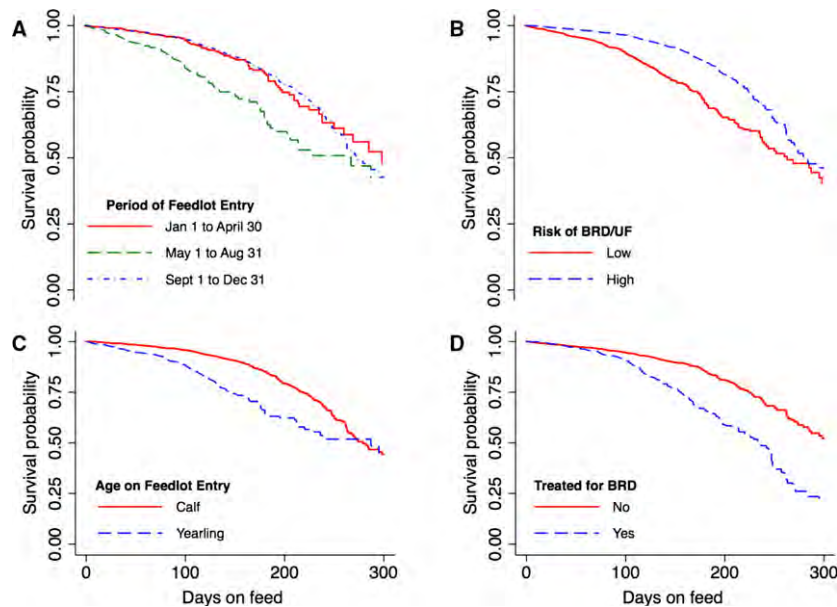 A
Survival probability
1.00
0.75
0.50
0.25
0.00
Period of Feedlot Entry
Jan 1 to April 30
May 1 to Aug 31
Sept 1 to Dec 31
B
Survival probability
1.00
0.75
0.50
0.25
0.00
Risk of BRD/UF
Low
High
C
Survival probability
1.00
0.75
0.50
0.25
0.00
Age on Feedlot Entry
Calf
Yearling
0 100 200 300
Days on feed
D
Survival probability
1.00
0.75
0.50
0.25
0.00
Treated for BRD
No
Yes
0 100 200 300
Days on feed